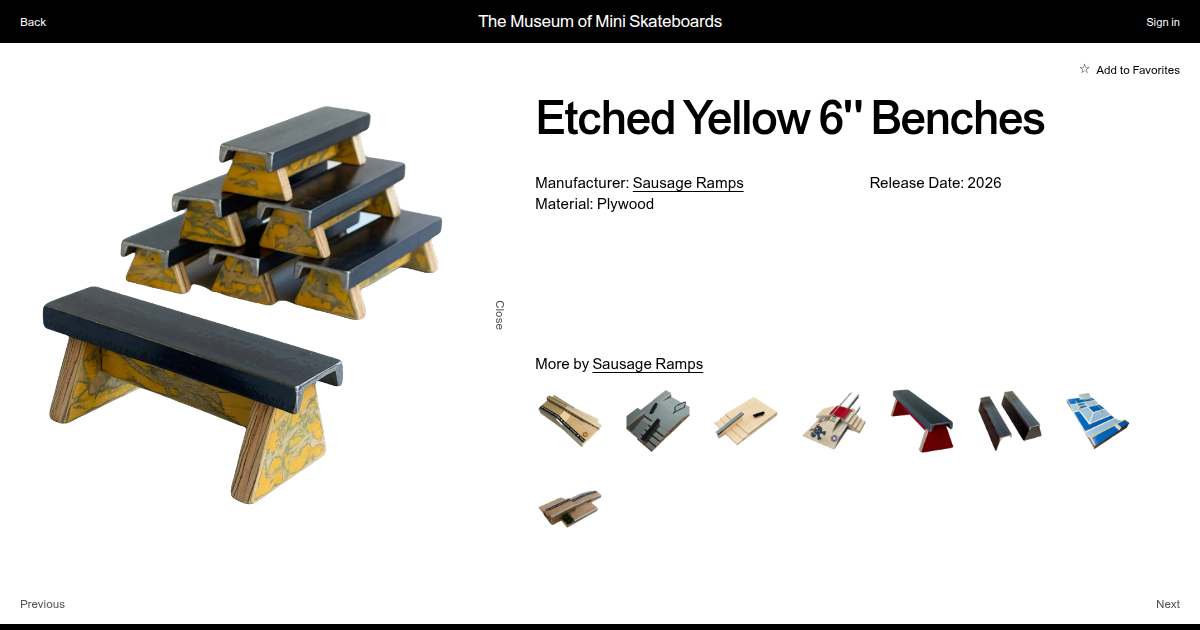 Back
The Museum of Mini Skateboards
Sign in
☆ Add to Favorites
Etched Yellow 6" Benches
Manufacturer: Sausage Ramps
Release Date: 2026
Material: Plywood
Close
More by Sausage Ramps
Previous
Next